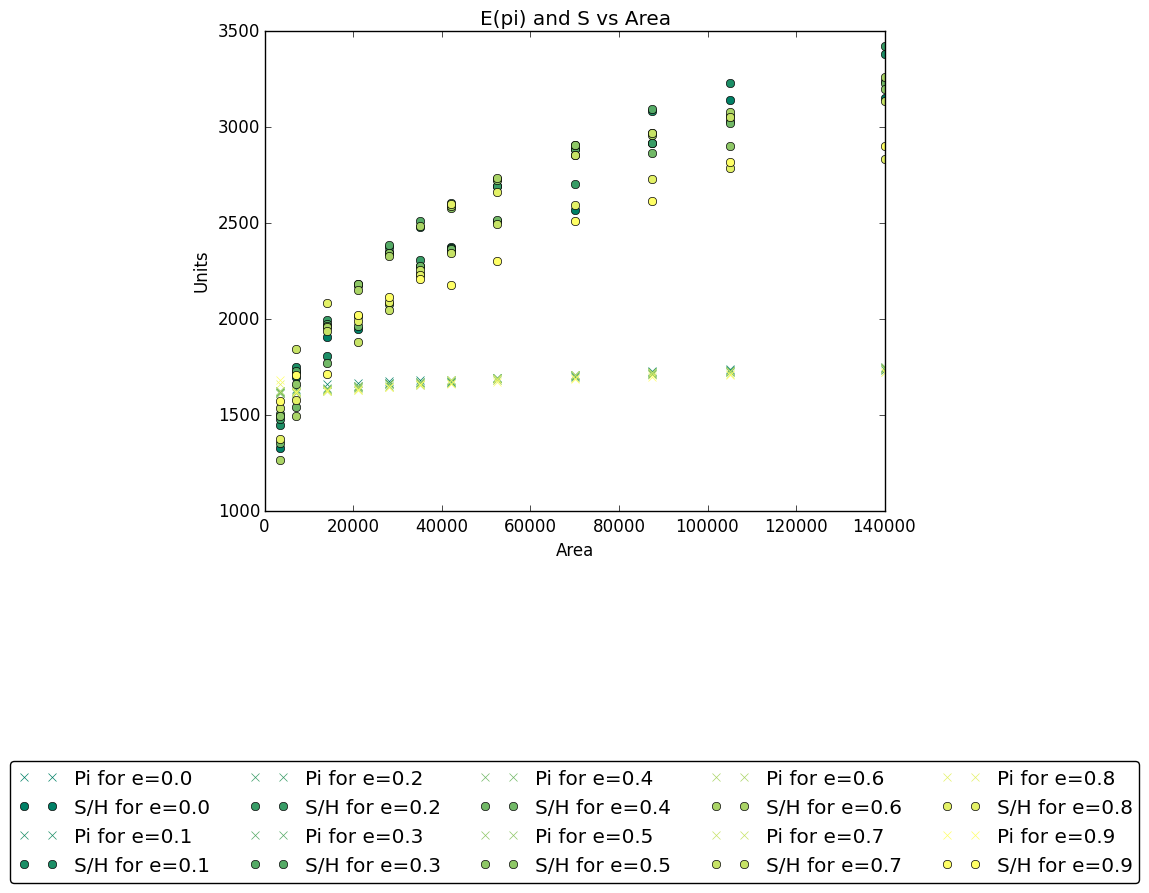 E(pi) and S vs Area
3500
3000
2500
2000
1500
1000
Units
0 20000 40000 60000 80000 100000 120000 140000
Area
Pi for e=0.0 Pi for e=0.2 Pi for e=0.4 Pi for e=0.6 Pi for e=0.8
S/H for e=0.0 S/H for e=0.2 S/H for e=0.4 S/H for e=0.6 S/H for e=0.8
Pi for e=0.1 Pi for e=0.3 Pi for e=0.5 Pi for e=0.7 Pi for e=0.9
S/H for e=0.1 S/H for e=0.3 S/H for e=0.5 S/H for e=0.7 S/H for e=0.9